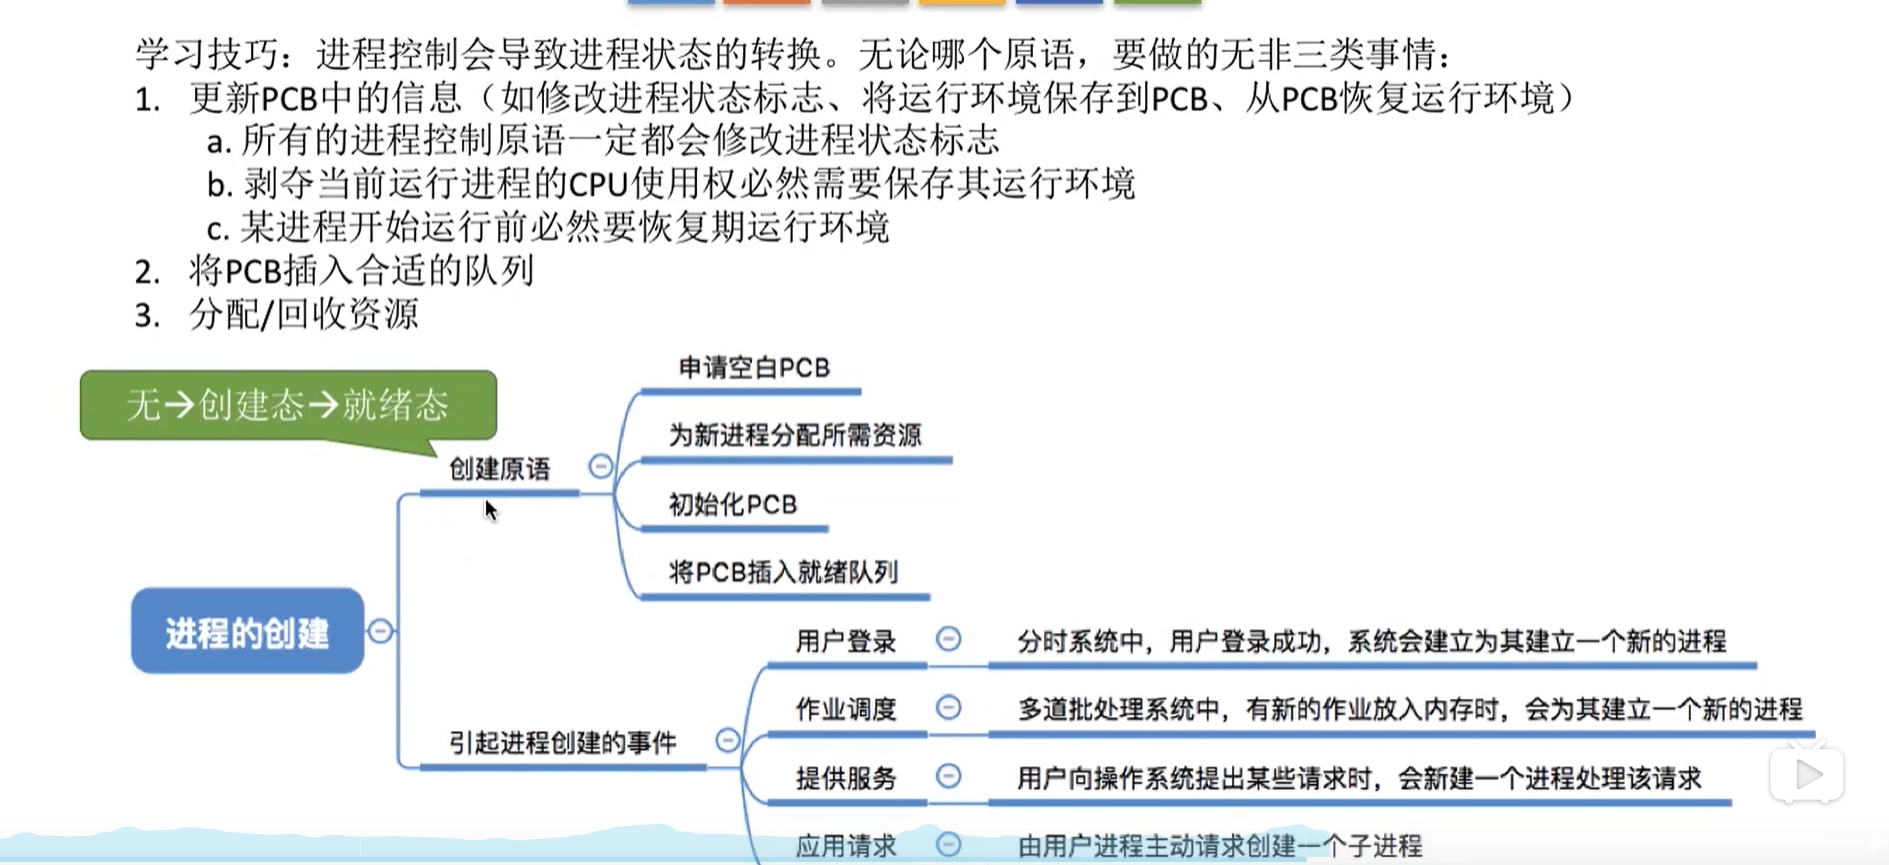 学习技巧：进程控制会导致进程状态的转换。无论哪个原语，要做的无非三类事情：
1. 更新PCB中的信息（如修改进程状态标志、将运行环境保存到PCB、从PCB恢复运行环境）
a. 所有的进程控制原语一定都会修改进程状态标志
b. 剥夺当前运行进程的CPU使用权必然需要保存其运行环境
c. 某进程开始运行前必然要恢复期运行环境
2. 将PCB插入合适的队列
3. 分配/回收资源
无→创建态→就绪态
创建原语
申请空白PCB
为新进程分配所需资源
初始化PCB
将PCB插入就绪队列
进程的创建
引起进程创建的事件
用户登录
分时系统中，用户登录成功，系统会建立为其建立一个新的进程
作业调度
多道批处理系统中，有新的作业放入内存时，会为其建立一个新的进程
提供服务
用户向操作系统提出某些请求时，会新建一个进程处理该请求
应用请求
由用户进程主动请求创建一个子进程